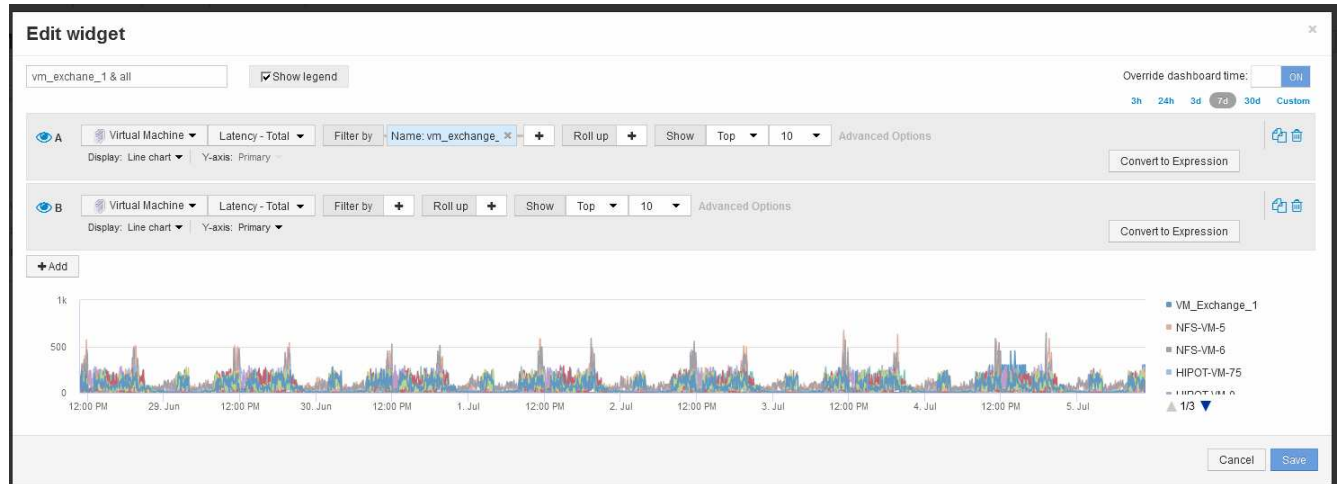 Edit widget
×
vm_exchane_1 & all
Show legend
Override dashboard time: ON
3h 24h 3d 7d 30d Custom
A Virtual Machine Latency - Total Filter by Name: vm_exchange_ × + Roll up + Show Top 10 Advanced Options
Display: Line chart Y-axis: Primary
Convert to Expression
B Virtual Machine Latency - Total Filter by + Roll up + Show Top 10 Advanced Options
Display: Line chart Y-axis: Primary
Convert to Expression
+ Add
1k
500
0
12:00 PM 29. Jun 12:00 PM 30. Jun 12:00 PM 1. Jul 12:00 PM 2. Jul 12:00 PM 3. Jul 12:00 PM 4. Jul 12:00 PM 5. Jul
VM_Exchange_1
NFS-VM-5
NFS-VM-6
HIPOT-VM-75
1/3
Cancel Save